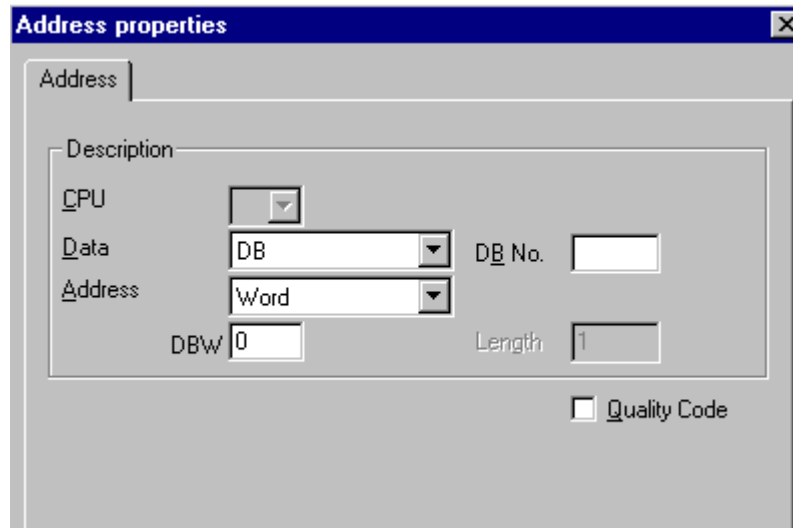 Address properties
Address
Description
CPU
Data DB DB No.
Address Word
DBW 0 Length 1
Quality Code